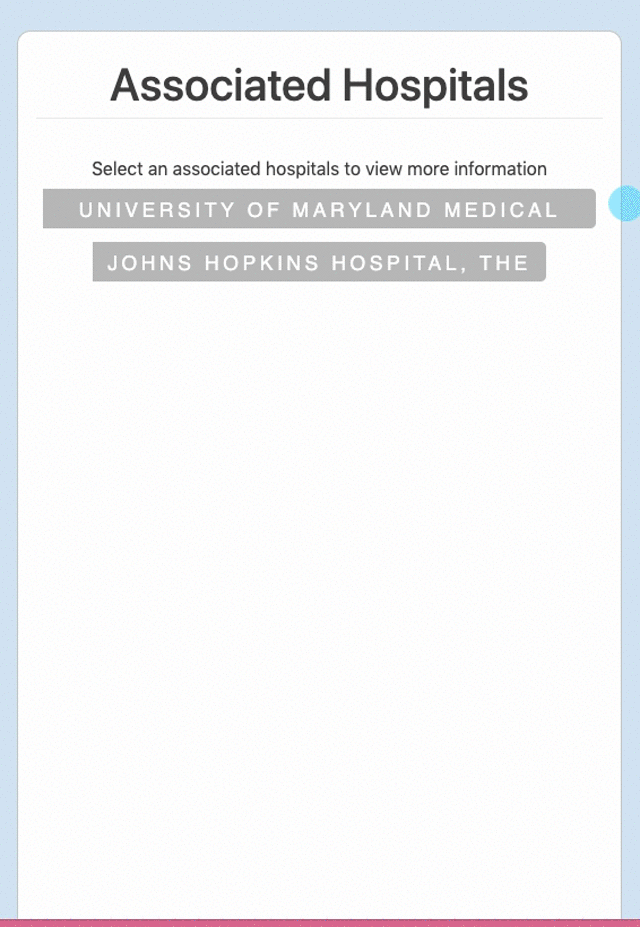 Associated Hospitals
Select an associated hospitals to view more information
UNIVERSITY OF MARYLAND MEDICAL
JOHNS HOPKINS HOSPITAL, THE